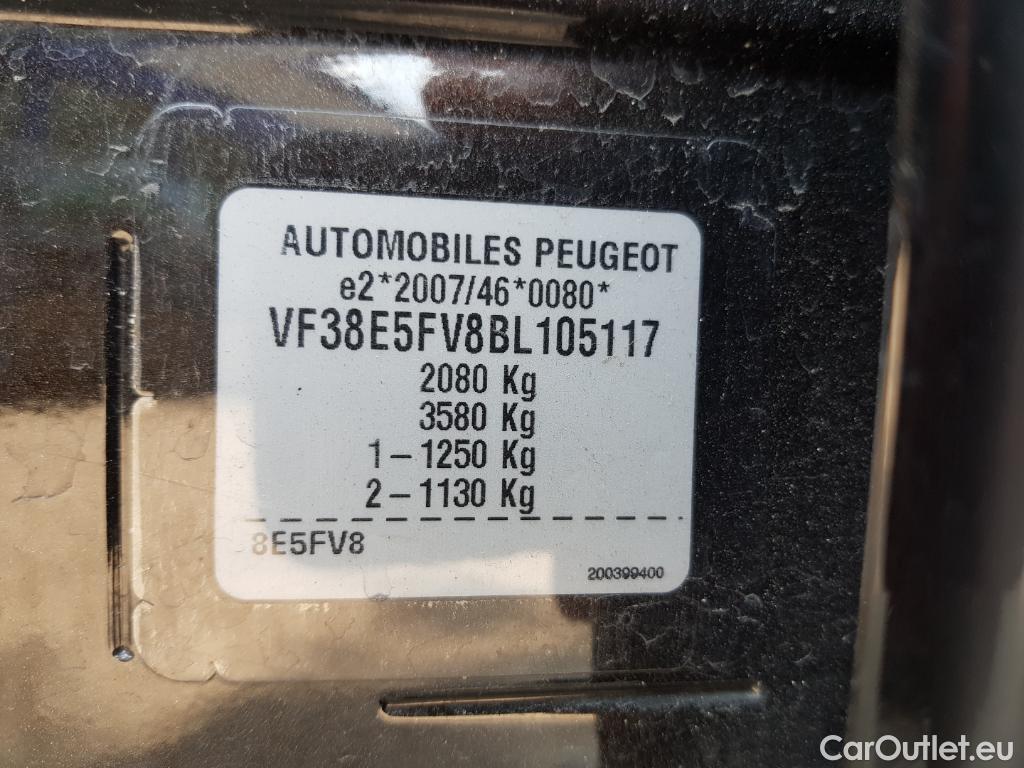 AUTOMOBILES PEUGEOT
e2*2007/46*0080*
VF38E5FV8BL105117
2080 Kg
3580 Kg
1-1250 Kg
2-1130 Kg
8E5FV8
200399400
CarOutlet.eu